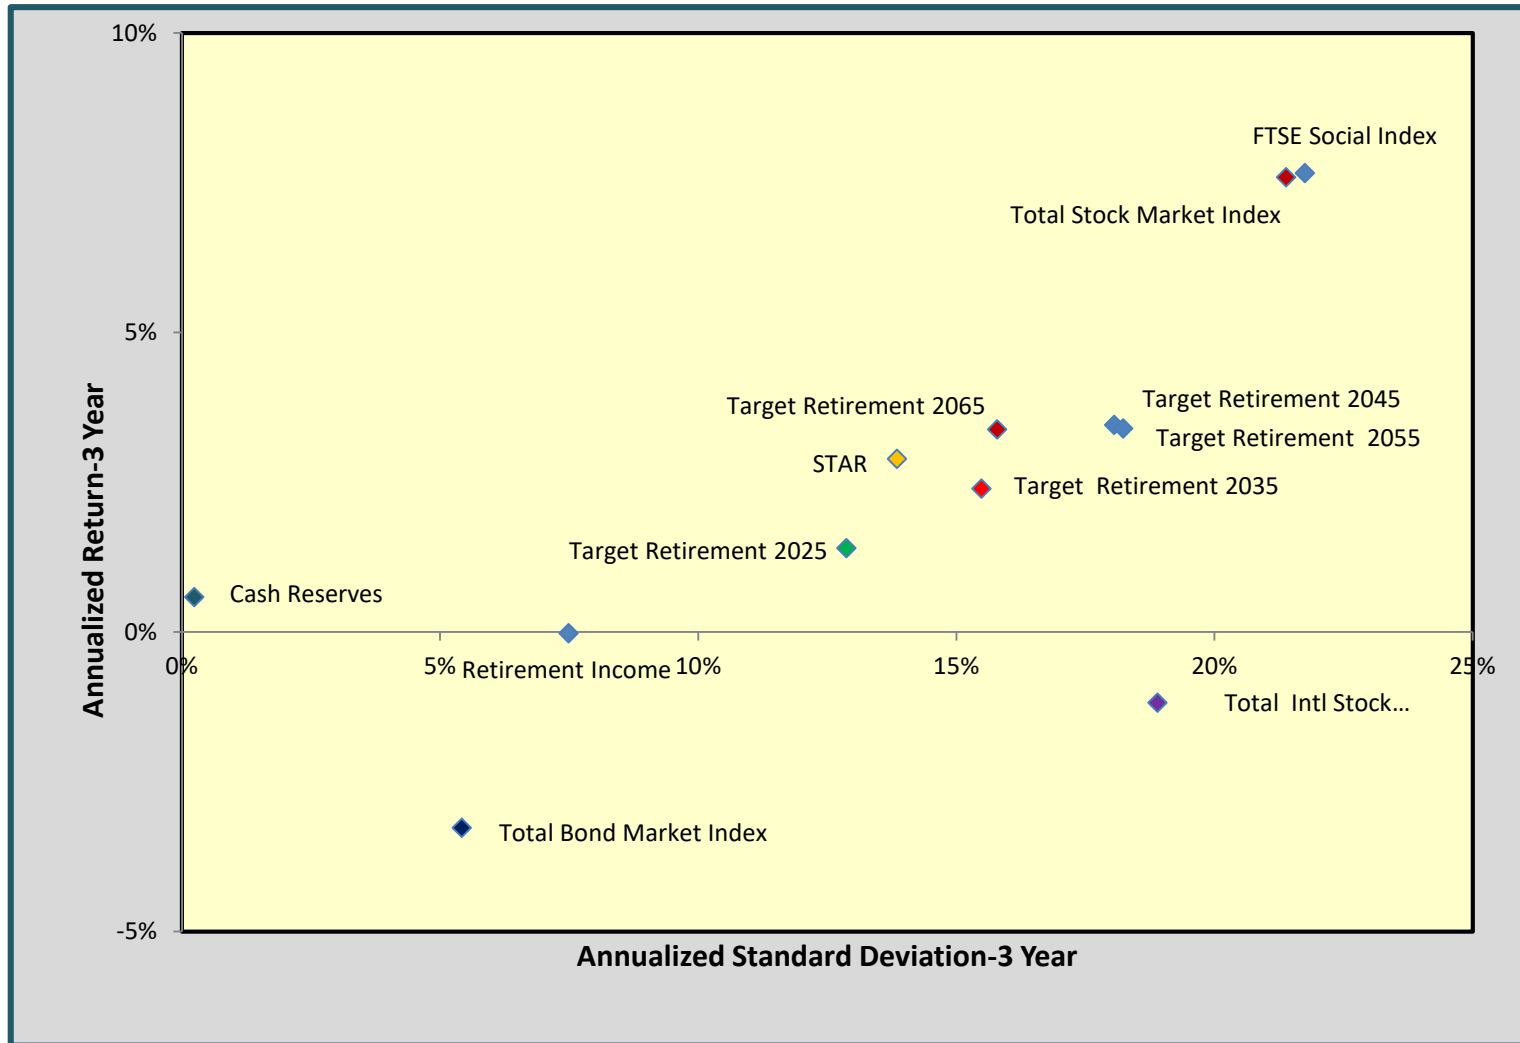 10%
FTSE Social Index
Total Stock Market Index
5%
Target Retirement 2065
Target Retirement 2045
Target Retirement  2055
STAR
Target  Retirement 2035
Target Retirement 2025
Cash Reserves
0%
0%
5%
Retirement Income
10%
15%
20%
25%
Total  Intl Stock…
Total Bond Market Index
-5%
Annualized Return-3 Year
Annualized Standard Deviation-3 Year